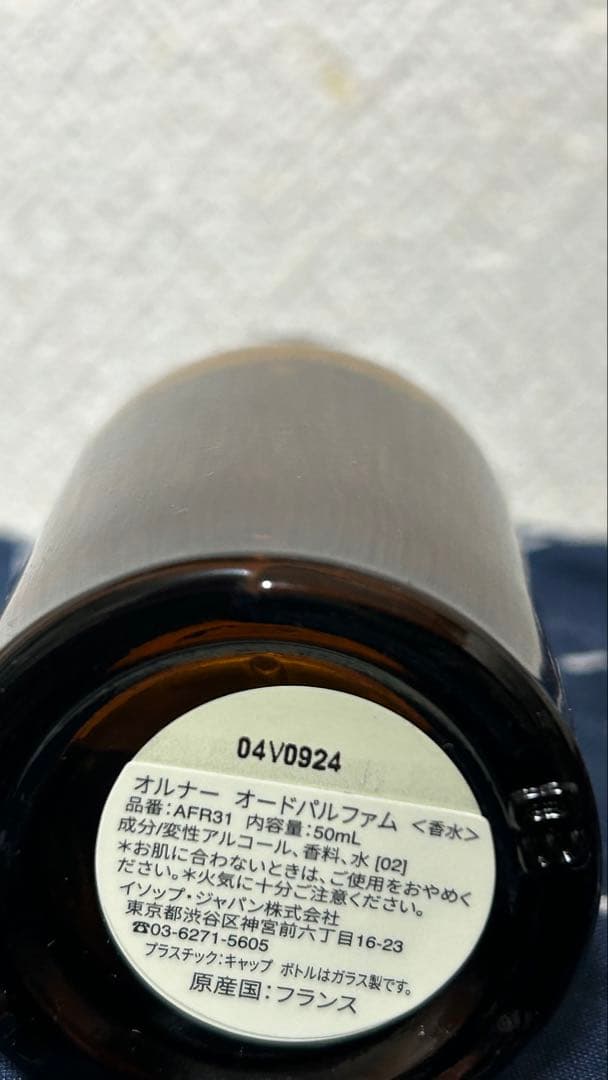 04V0924
オルナー オードパルファム <香水>
品番:AFR31 内容量:50mL
成分/変性アルコール、香料、水 [02]
*お肌に合わないときは、ご使用をおやめく
ださい。*火気に十分ご注意ください。
イソップ・ジャパン株式会社
東京都渋谷区神宮前六丁目16-23
☎03-6271-5605
プラスチック:キャップ ボトルはガラス製です。
原産国:フランス